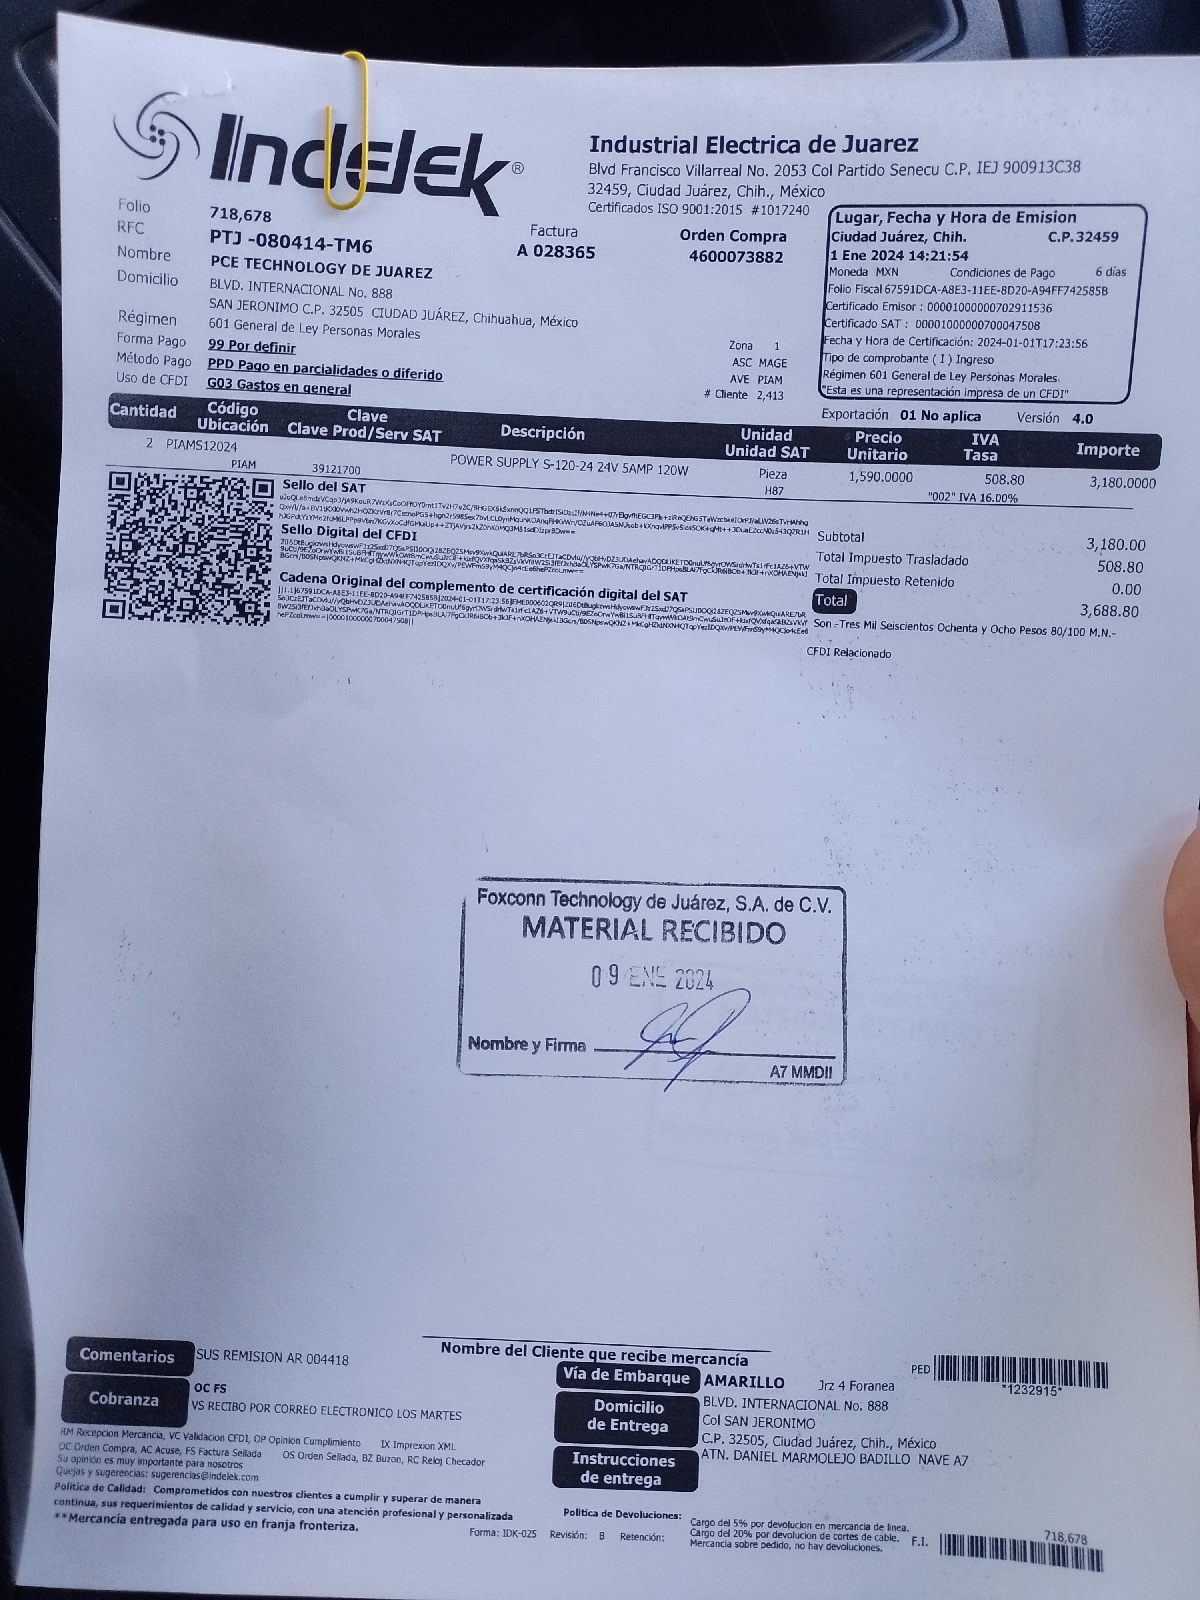 Indelek®
Industrial Electrica de Juarez
Blvd Francisco Villarreal No. 2053 Col Partido Senecu C.P. IEJ 900913C38
32459, Ciudad Juárez, Chih., México
Certificados ISO 9001:2015 #1017240
Folio 718,678
RFC PTJ -080414-TM6
Nombre PCE TECHNOLOGY DE JUAREZ
Domicilio BLVD. INTERNACIONAL No. 888
SAN JERONIMO C.P. 32505 CIUDAD JUÁREZ, Chihuahua, México
Régimen 601 General de Ley Personas Morales
Forma Pago 99 Por definir
Método Pago PPD Pago en parcialidades o diferido
Uso de CFDI G03 Gastos en general
Factura
A 028365
Orden Compra
4600073882
Zona 1
ASC MAGE
AVE PIAM
# Cliente 2,413
Lugar, Fecha y Hora de Emision
Ciudad Juárez, Chih. C.P.32459
1 Ene 2024 14:21:54
Moneda MXN Condiciones de Pago 6 días
Folio Fiscal 67591DCA-A8E3-11EE-8D20-A94FF742585B
Certificado Emisor : 00001000000702911536
Certificado SAT : 00001000000700047508
Fecha y Hora de Certificación: 2024-01-01T17:23:56
Tipo de comprobante ( I ) Ingreso
Régimen 601 General de Ley Personas Morales.
"Esta es una representación impresa de un CFDI"
Exportación 01 No aplica Versión 4.0
Cantidad Código Ubicación Clave Clave Prod/Serv SAT Descripción Unidad Unidad SAT Precio Unitario IVA Tasa Importe
2 PIAMS12024 POWER SUPPLY S-120-24 24V 5AMP 120W Pieza 1,590.0000 508.80 3,180.0000
PIAM 39121700 H87 "002" IVA 16.00%
Sello del SAT
Sello Digital del CFDI
Cadena Original del complemento de certificación digital del SAT
Subtotal 3,180.00
Total Impuesto Trasladado 508.80
Total Impuesto Retenido 0.00
Total 3,688.80
Son -Tres Mil Seiscientos Ochenta y Ocho Pesos 80/100 M.N.-
CFDI Relacionado
Foxconn Technology de Juárez, S.A. de C.V.
MATERIAL RECIBIDO
09 ENE 2024
Nombre y Firma
A7 MMDII
Nombre del Cliente que recibe mercancía
Comentarios SUS REMISION AR 004418
Cobranza OC FS
VS RECIBO POR CORREO ELECTRONICO LOS MARTES
RM Recepcion Mercancia, VC Validacion CFDI, OP Opinion Cumplimiento IX Imprexion XML
OC Orden Compra, AC Acuse, FS Factura Sellada OS Orden Sellada, BZ Buzon, RC Reloj Checador
Su opinión es muy importante para nosotros
Quejas y sugerencias: sugerencias@indelek.com
Politica de Calidad: Comprometidos con nuestros clientes a cumplir y superar de manera
continua, sus requerimientos de calidad y servicio, con una atención profesional y personalizada
**Mercancía entregada para uso en franja fronteriza.
Vía de Embarque AMARILLO Jrz 4 Foranea
Domicilio de Entrega BLVD. INTERNACIONAL No. 888
Col SAN JERONIMO
C.P. 32505, Ciudad Juárez, Chih., México
Instrucciones de entrega ATN. DANIEL MARMOLEJO BADILLO NAVE A7
PED *1232915*
Forma: IDK-025 Revisión: B Retención:
Politica de Devoluciones: Cargo del 5% por devolucion en mercancia de linea.
Cargo del 20% por devolucion de cortes de cable.
Mercancia sobre pedido, no hay devoluciones.
F.I. 718,678